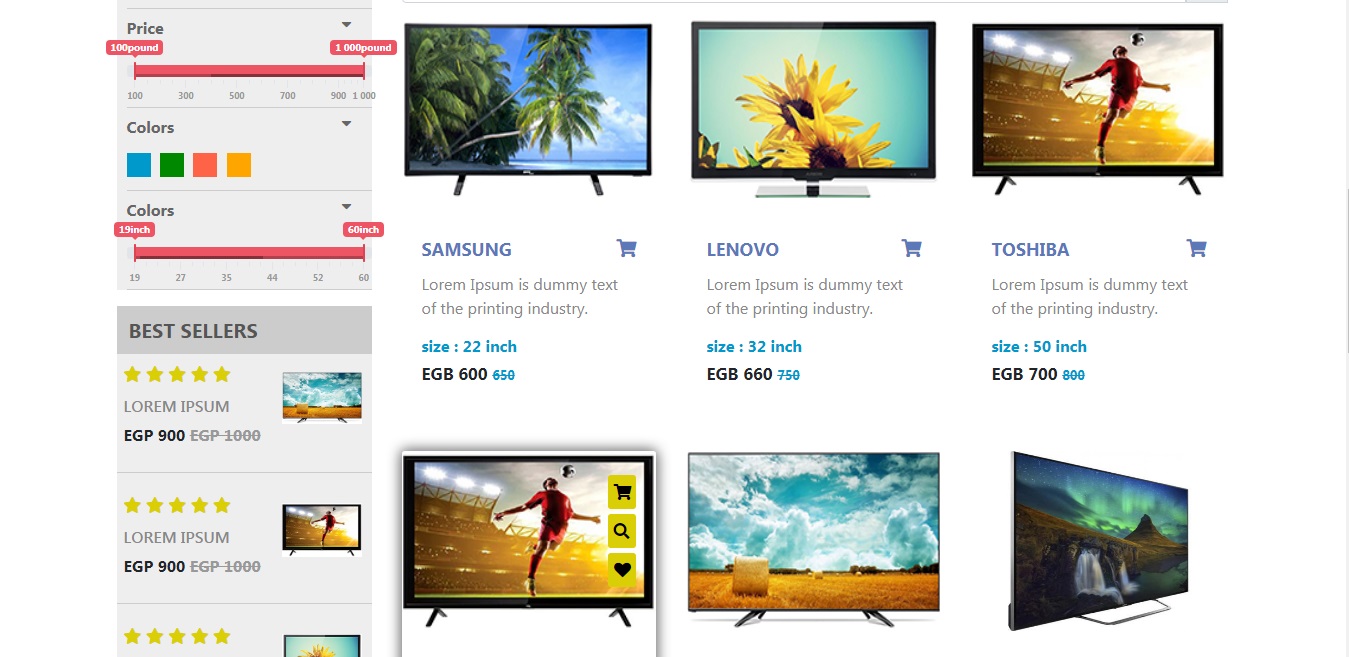 Price
100pound 1 000pound
100 300 500 700 900 1 000
Colors
Colors
19inch 60inch
19 27 35 44 52 60
BEST SELLERS
LOREM IPSUM
EGP 900 EGP 1000
LOREM IPSUM
EGP 900 EGP 1000
SAMSUNG
Lorem Ipsum is dummy text
of the printing industry.
size : 22 inch
EGB 600 650
LENOVO
Lorem Ipsum is dummy text
of the printing industry.
size : 32 inch
EGB 660 750
TOSHIBA
Lorem Ipsum is dummy text
of the printing industry.
size : 50 inch
EGB 700 800